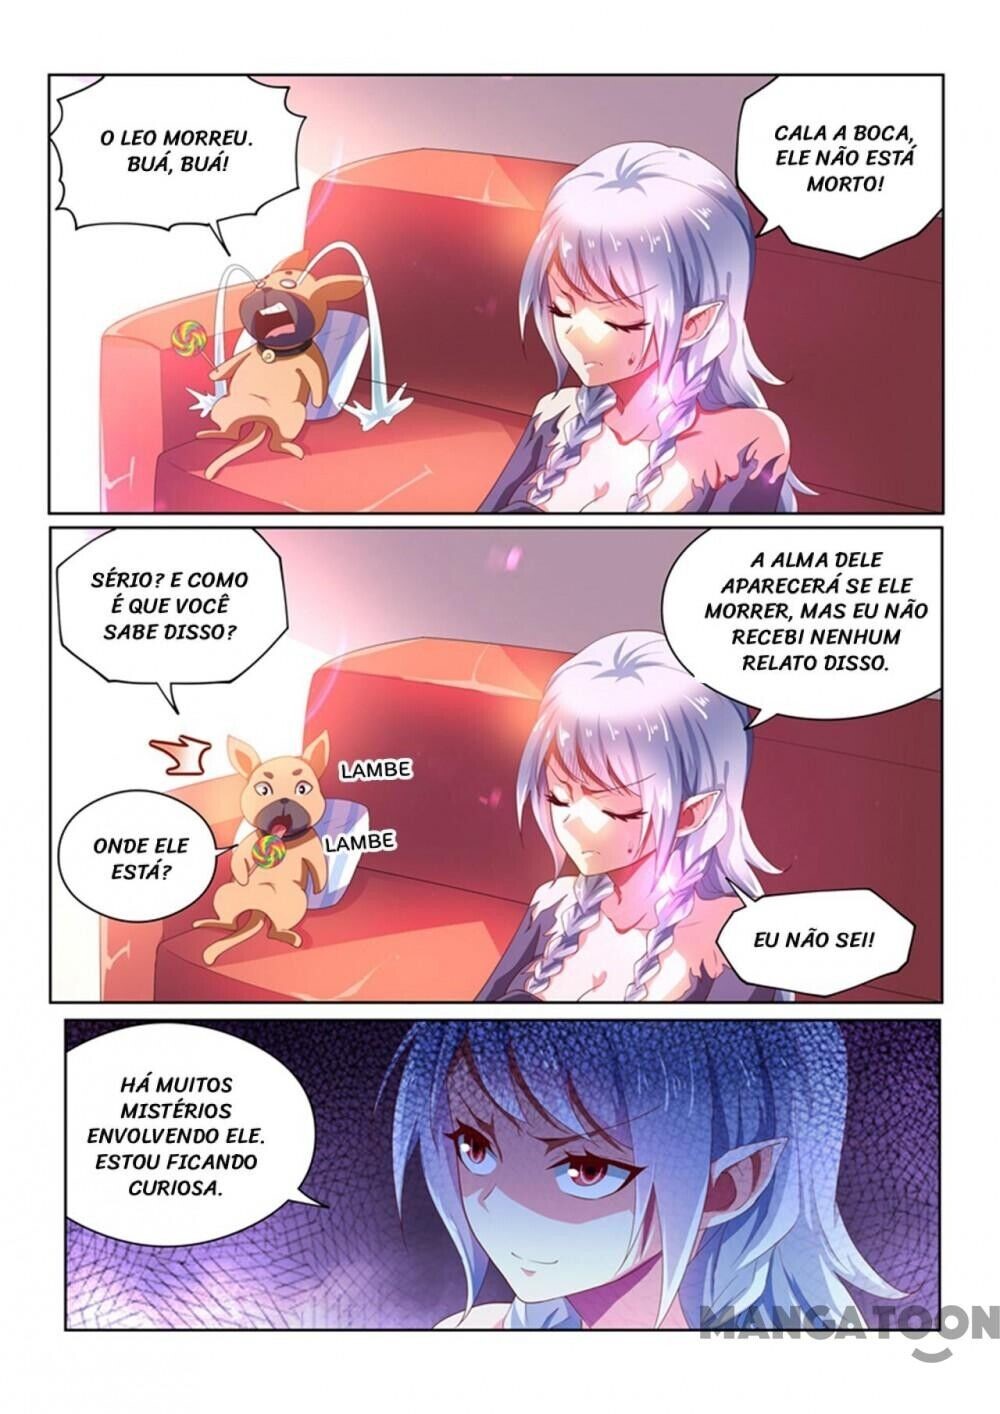 O LEO MORREU.
BUÁ, BUÁ!
CALA A BOCA,
ELE NÃO ESTÁ
MORTO!
SÉRIO? E COMO
É QUE VOCÊ
SABE DISSO?
A ALMA DELE
APARECERÁ SE ELE
MORRER, MAS EU NÃO
RECEBI NENHUM
RELATO DISSO.
LAMBE
LAMBE
ONDE ELE
ESTÁ?
EU NÃO SEI!
HÁ MUITOS
MISTÉRIOS
ENVOLVENDO ELE.
ESTOU FICANDO
CURIOSA.
MANGATOON